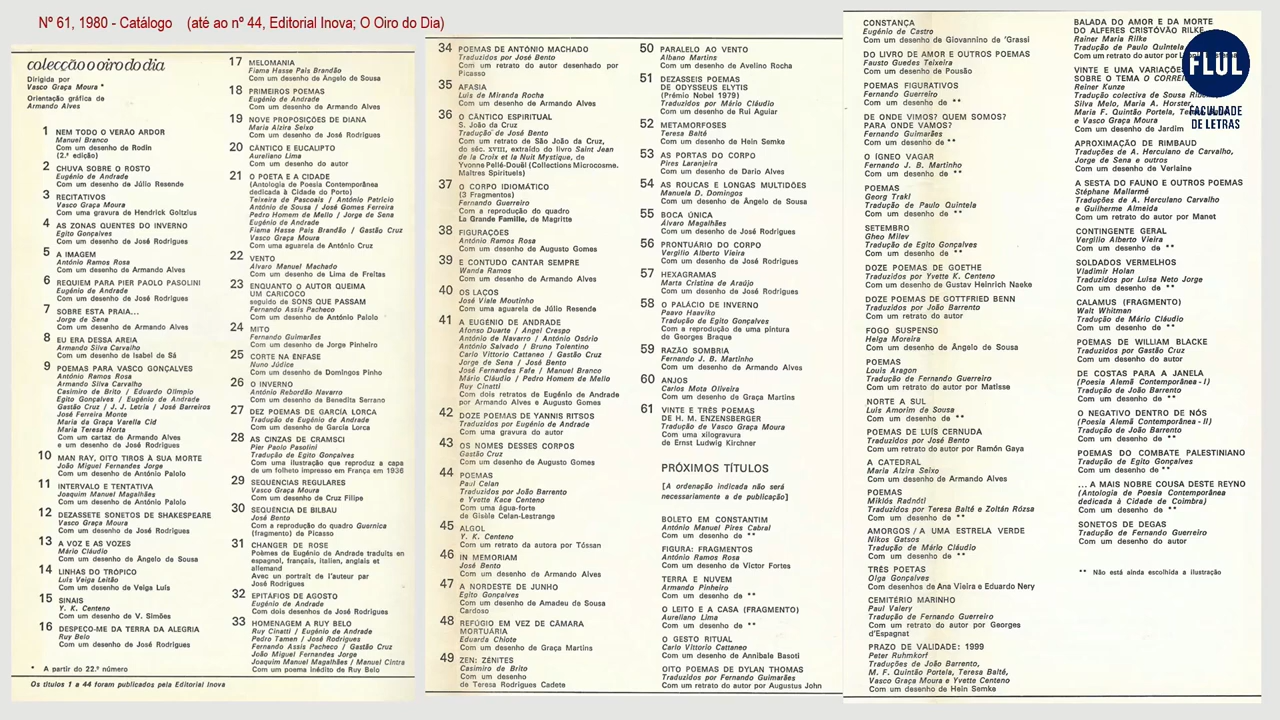 Nº 61, 1980 - Catálogo (até ao nº 44, Editorial Inova; O Oiro do Dia)
colecção o oiro do dia
Dirigida por
Vasco Graça Moura *
Orientação gráfica de
Armando Alves
1 NEM TODO O VERÃO ARDOR
Manuel Branco
Com um desenho de Rodin
(2.ª edição)
2 CHUVA SOBRE O ROSTO
Eugénio de Andrade
Com um desenho de Júlio Resende
3 RECITATIVOS
Vasco Graça Moura
Com uma gravura de Hendrick Goltzius
4 AS ZONAS QUENTES DO INVERNO
Egito Gonçalves
Com um desenho de José Rodrigues
5 A IMAGEM
António Ramos Rosa
Com um desenho de Armando Alves
6 REQUIEM PARA PIER PAOLO PASOLINI
Eugénio de Andrade
Com um desenho de José Rodrigues
7 SOBRE ESTA PRAIA...
Jorge de Sena
Com um desenho de Armando Alves
8 EU ERA DESSA AREIA
Armando Silva Carvalho
Com um desenho de Isabel de Sá
9 POEMAS PARA VASCO GONÇALVES
António Ramos Rosa
Armando Silva Carvalho
Casimiro de Brito / Eduardo Olímpio
Egito Gonçalves / Eugénio de Andrade
Gastão Cruz / J. J. Letria / José Barreiros
José Ferreira Monte
Maria da Graça Varella Cid
Maria Teresa Horta
Com um cartaz de Armando Alves
e um desenho de José Rodrigues
10 MAN RAY, OITO TIROS À SUA MORTE
João Miguel Fernandes Jorge
Com um desenho de António Palolo
11 INTERVALO E TENTATIVA
Joaquim Manuel Magalhães
Com um desenho de António Palolo
12 DEZASSETE SONETOS DE SHAKESPEARE
Vasco Graça Moura
Com um desenho de José Rodrigues
13 A VOZ E AS VOZES
Mário Cláudio
Com um desenho de Ângelo de Sousa
14 LINHAS DO TRÓPICO
Luís Veiga Leitão
Com um desenho de Veiga Luís
15 SINAIS
Y. K. Centeno
Com um desenho de V. Simões
16 DESPEÇO-ME DA TERRA DA ALEGRIA
Ruy Belo
Com um desenho de José Rodrigues
* A partir do 22.º número
Os títulos 1 a 44 foram publicados pela Editorial Inova
17 MELOMANIA
Fiama Hasse Pais Brandão
Com um desenho de Ângelo de Sousa
18 PRIMEIROS POEMAS
Eugénio de Andrade
Com um desenho de Armando Alves
19 NOVE PROPOSIÇÕES DE DIANA
Maria Alzira Seixo
Com um desenho de José Rodrigues
20 CÂNTICO E EUCALIPTO
Aureliano Lima
Com um desenho do autor
21 O POETA E A CIDADE
(Antologia de Poesia Contemporânea
dedicada à Cidade do Porto)
Teixeira de Pascoais / António Patrício
António de Sousa / José Gomes Ferreira
Pedro Homem de Mello / Jorge de Sena
Eugénio de Andrade
Fiama Hasse Pais Brandão / Gastão Cruz
Vasco Graça Moura
Com uma aguarela de António Cruz
22 VENTO
Álvaro Manuel Machado
Com um desenho de Lima de Freitas
23 ENQUANTO O AUTOR QUEIMA
UM CARICOCO
seguido de SONS QUE PASSAM
Fernando Assis Pacheco
Com um desenho de António Palolo
24 MITO
Fernando Guimarães
Com um desenho de Jorge Pinheiro
25 CORTE NA ÊNFASE
Nuno Júdice
Com um desenho de Domingos Pinho
26 O INVERNO
António Rebordão Navarro
Com um desenho de Benedita Serrano
27 DEZ POEMAS DE GARCIA LORCA
Tradução de Eugénio de Andrade
Com um desenho de Garcia Lorca
28 AS CINZAS DE GRAMSCI
Pier Paolo Pasolini
Tradução de Egito Gonçalves
Com uma ilustração que reproduz a capa
de um folheto impresso em França em 1936
29 SEQUÊNCIAS REGULARES
Vasco Graça Moura
Com um desenho de Cruz Filipe
30 SEQUÊNCIA DE BILBAU
José Bento
Com a reprodução do quadro Guernica
(fragmento) de Picasso
31 CHANGER DE ROSE
Poèmes de Eugénio de Andrade traduits en
espagnol, français, italien, anglais et
allemand
Avec un portrait de l'auteur par
José Rodrigues
32 EPITÁFIOS DE AGOSTO
Eugénio de Andrade
Com dois desenhos de José Rodrigues
33 HOMENAGEM A RUY BELO
Ruy Cinatti / Eugénio de Andrade
Pedro Tamen / José Rodrigues
Fernando Assis Pacheco / Gastão Cruz
João Miguel Fernandes Jorge
Joaquim Manuel Magalhães / Manuel Cintra
Com um poema inédito de Ruy Belo
34 POEMAS DE ANTÓNIO MACHADO
Traduzidos por José Bento
Com um retrato do autor desenhado por
Picasso
35 AFASIA
Luís de Miranda Rocha
Com um desenho de Armando Alves
36 O CÂNTICO ESPIRITUAL
S. João da Cruz
Tradução de José Bento
Com um retrato de São João da Cruz,
do séc. XVIII, extraído do livro Saint Jean
de la Croix et la Nuit Mystique, de
Yvonne Pellé-Douël (Collections Microcosme.
Maîtres Spirituels)
37 O CORPO IDIOMÁTICO
(3 Fragmentos)
Fernando Guerreiro
Com a reprodução do quadro
La Grande Famille, de Magritte
38 FIGURAÇÕES
António Ramos Rosa
Com um desenho de Augusto Gomes
39 E CONTUDO CANTAR SEMPRE
Wanda Ramos
Com um desenho de Armando Alves
40 OS LAÇOS
José Viale Moutinho
Com uma aguarela de Júlio Resende
41 A EUGÉNIO DE ANDRADE
Afonso Duarte / Ángel Crespo
António de Navarro / António Osório
António Salvado / Bruno Tolentino
Carlo Vittorio Cattaneo / Gastão Cruz
Jorge de Sena / José Bento
José Fernandes Fafe / Manuel Branco
Mário Cláudio / Pedro Homem de Mello
Ruy Cinatti
Com dois retratos de Eugénio de Andrade
por Armando Alves e Augusto Gomes
42 DOZE POEMAS DE YANNIS RITSOS
Traduzidos por Eugénio de Andrade
Com uma gravura do autor
43 OS NOMES DESSES CORPOS
Gastão Cruz
Com um desenho de Augusto Gomes
44 POEMAS
Paul Celan
Traduzidos por João Barrento
e Yvette Kace Centeno
Com uma água-forte
de Gisèle Celan-Lestrange
45 ALGOL
Y. K. Centeno
Com um retrato da autora por Tóssan
46 IN MEMORIAM
José Bento
Com um desenho de Armando Alves
47 A NORDESTE DE JUNHO
Egito Gonçalves
Com um desenho de Amadeu de Sousa
Cardoso
48 REFÚGIO EM VEZ DE CÂMARA
MORTUÁRIA
Eduarda Chiote
Com um desenho de Graça Martins
49 ZEN: ZÉNITES
Casimiro de Brito
Com um desenho
de Teresa Rodrigues Cadete
50 PARALELO AO VENTO
Albano Martins
Com um desenho de Avelino Rocha
51 DEZASSEIS POEMAS
DE ODYSSEUS ELYTIS
(Prémio Nobel 1979)
Traduzidos por Mário Cláudio
Com um desenho de Rui Aguiar
52 METAMORFOSES
Teresa Balté
Com um desenho de Hein Semke
53 AS PORTAS DO CORPO
Pires Laranjeira
Com um desenho de Dario Alves
54 AS ROUCAS E LONGAS MULTIDÕES
Manuela D. Domingos
Com um desenho de Ângelo de Sousa
55 BOCA ÚNICA
Álvaro Magalhães
Com um desenho de José Rodrigues
56 PRONTUÁRIO DO CORPO
Vergílio Alberto Vieira
Com um desenho de José Rodrigues
57 HEXAGRAMAS
Marta Cristina de Araújo
Com um desenho de José Rodrigues
58 O PALÁCIO DE INVERNO
Paavo Haavikko
Tradução de Egito Gonçalves
Com a reprodução de uma pintura
de Georges Braque
59 RAZÃO SOMBRIA
Fernando J. B. Martinho
Com um desenho de Armando Alves
60 ANJOS
Carlos Mota Oliveira
Com um desenho de Graça Martins
61 VINTE E TRÊS POEMAS
DE H. M. ENZENSBERGER
Tradução de Vasco Graça Moura
Com uma xilogravura
de Ernst Ludwig Kirchner
PRÓXIMOS TÍTULOS
[A ordenação indicada não será
necessariamente a de publicação]
BOLETO EM CONSTANTIM
António Manuel Pires Cabral
Com um desenho de **
FIGURA: FRAGMENTOS
António Ramos Rosa
Com um desenho de Victor Fortes
TERRA E NUVEM
Armando Pinheiro
Com um desenho de **
O LEITO E A CASA (FRAGMENTO)
Aureliano Lima
Com um desenho de **
O GESTO RITUAL
Carlo Vittorio Cattaneo
Com um desenho de Annibale Basoti
OITO POEMAS DE DYLAN THOMAS
Traduzidos por Fernando Guimarães
Com um retrato do autor por Augustus John
CONSTANÇA
Eugénio de Castro
Com um desenho de Giovannino de 'Grassi
DO LIVRO DE AMOR E OUTROS POEMAS
Fausto Guedes Teixeira
Com um desenho de Pousão
POEMAS FIGURATIVOS
Fernando Guerreiro
Com um desenho de **
DE ONDE VIMOS? QUEM SOMOS?
PARA ONDE VAMOS?
Fernando Guimarães
Com um desenho de **
O ÍGNEO VAGAR
Fernando J. B. Martinho
Com um desenho de **
POEMAS
Georg Trakl
Tradução de Paulo Quintela
Com um desenho de **
SETEMBRO
Gheo Milev
Tradução de Egito Gonçalves
Com um desenho de **
DOZE POEMAS DE GOETHE
Traduzidos por Yvette K. Centeno
Com um desenho de Gustav Heinrich Naeke
DOZE POEMAS DE GOTTFRIED BENN
Traduzidos por João Barrento
Com um retrato do autor
FOGO SUSPENSO
Helga Moreira
Com um desenho de Ângelo de Sousa
POEMAS
Louis Aragon
Tradução de Fernando Guerreiro
Com um retrato do autor por Matisse
NORTE A SUL
Luís Amorim de Sousa
Com um desenho de **
POEMAS DE LUÍS CERNUDA
Traduzidos por José Bento
Com um retrato do autor por Ramón Gaya
A CATEDRAL
Maria Alzira Seixo
Com um desenho de Armando Alves
POEMAS
Miklós Radnótl
Traduzidos por Teresa Balté e Zoltán Rózsa
Com um desenho de **
AMORGOS / A UMA ESTRELA VERDE
Nikos Gatsos
Tradução de Mário Cláudio
Com um desenho de **
TRÊS POETAS
Olga Gonçalves
Com desenhos de Ana Vieira e Eduardo Nery
CEMITÉRIO MARINHO
Paul Valery
Tradução de Fernando Guerreiro
Com um retrato do autor por Georges
d'Espagnat
PRAZO DE VALIDADE: 1999
Peter Ruhmkorf
Traduções de João Barrento,
M. F. Quintão Portela, Teresa Balté,
Vasco Graça Moura e Yvette Centeno
Com um desenho de Hein Semke
BALADA DO AMOR E DA MORTE
DO ALFERES CRISTÓVÃO RILKE
Rainer Maria Rilke
Tradução de Paulo Quintela
Com um retrato do autor por
VINTE E UMA VARIAÇÕES
SOBRE O TEMA O
Reiner Kunze
Tradução colectiva de Sousa
Silva Melo, Maria A. Horster,
Maria F. Quintão Portela,
e Vasco Graça Moura
Com um desenho de Jardim
APROXIMAÇÃO DE RIMBAUD
Traduções de A. Herculano de Carvalho,
Jorge de Sena e outros
Com um desenho de Verlaine
A SESTA DO FAUNO E OUTROS POEMAS
Stéphane Mallarmé
Traduções de A. Herculano Carvalho
e Guilherme Almeida
Com um retrato do autor por Manet
CONTINGENTE GERAL
Vergílio Alberto Vieira
Com um desenho de **
SOLDADOS VERMELHOS
Vladimir Holan
Traduzidos por Luísa Neto Jorge
Com um desenho de **
CALAMUS (FRAGMENTO)
Walt Whitman
Tradução de Mário Cláudio
Com um desenho de **
POEMAS DE WILLIAM BLACKE
Traduzidos por Gastão Cruz
Com um desenho do autor
DE COSTAS PARA A JANELA
(Poesia Alemã Contemporânea - I)
Tradução de João Barrento
Com um desenho de **
O NEGATIVO DENTRO DE NÓS
(Poesia Alemã Contemporânea - II)
Tradução de João Barrento
Com um desenho de **
POEMAS DO COMBATE PALESTINIANO
Tradução de Egito Gonçalves
Com um desenho de **
... A MAIS NOBRE COUSA DESTE REYNO
(Antologia de Poesia Contemporânea
dedicada à Cidade de Coimbra)
Com um desenho de **
SONETOS DE DEGAS
Tradução de Fernando Guerreiro
Com um desenho do autor
** Não está ainda escolhida a ilustração
FLUL
FACULDADE
DE LETRAS